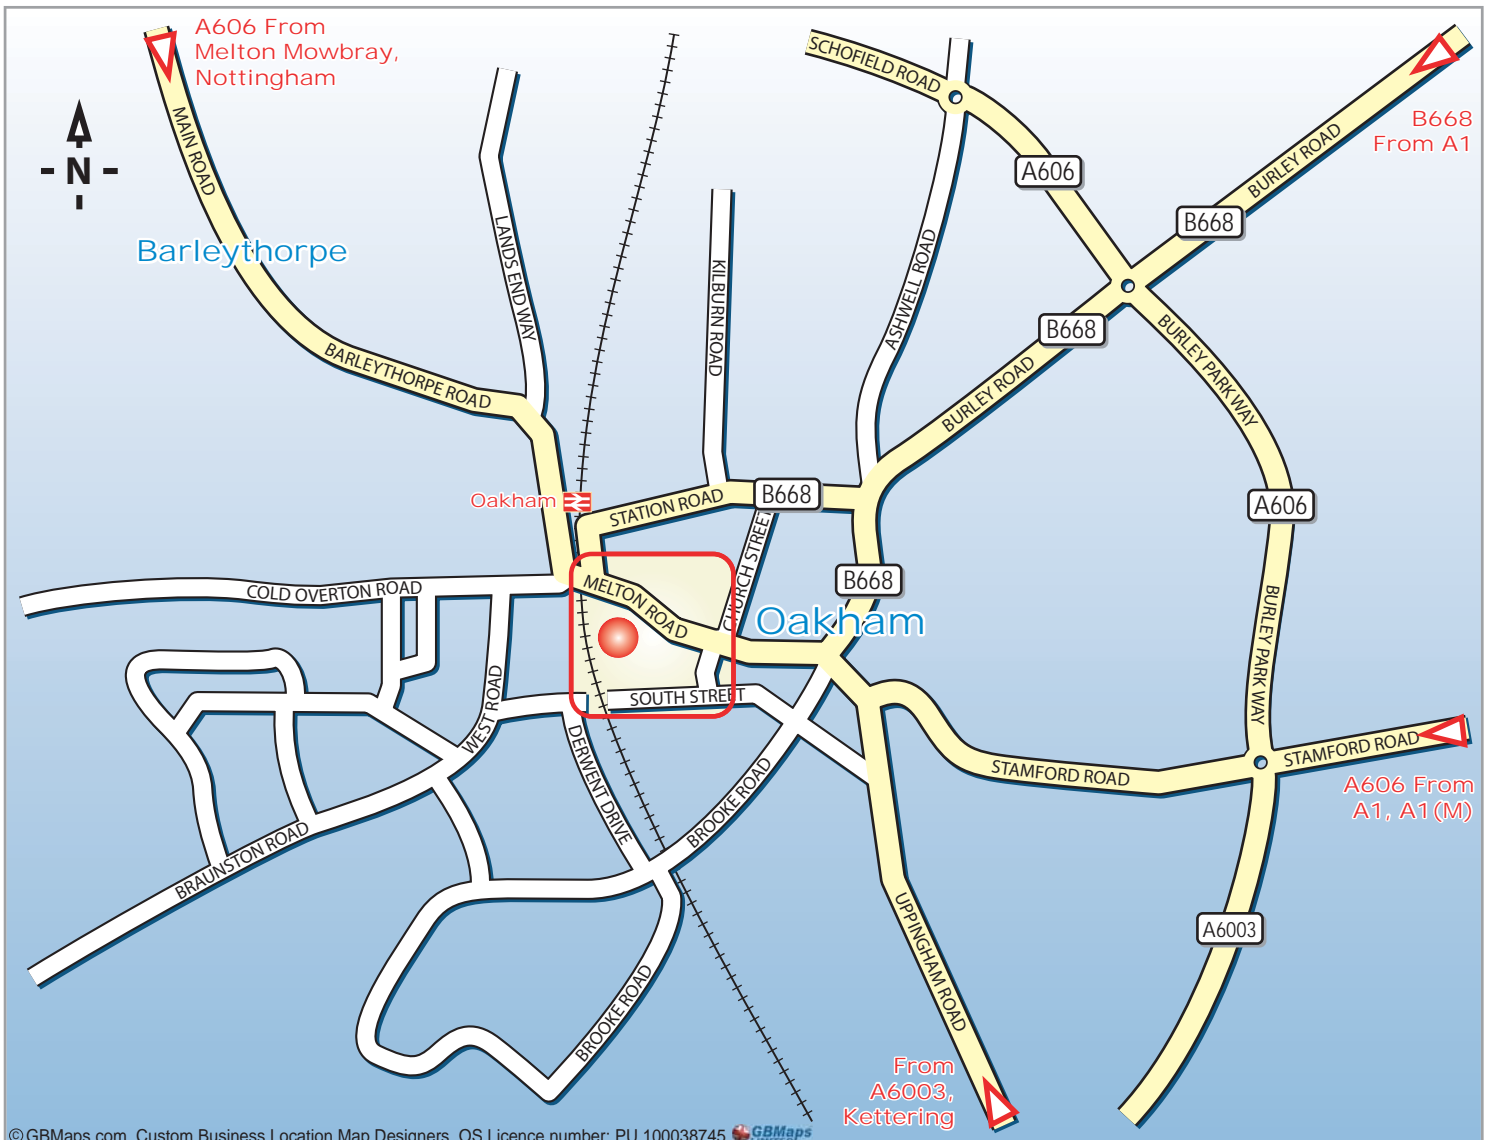 A606 From
Melton Mowbray,
Nottingham
SCHOFIELD ROAD
B668
From A1
MAIN ROAD
N
A606
BURLEY ROAD
B668
Barleythorpe
LANDS END WAY
KILBURN ROAD
ASHWELL ROAD
B668
BURLEY PARK WAY
BARLEYTHORPE ROAD
BURLEY ROAD
Oakham
STATION ROAD
B668
A606
CHURCH STREET
COLD OVERTON ROAD
MELTON ROAD
B668
Oakham
BURLEY PARK WAY
WEST ROAD
SOUTH STREET
DERWENT DRIVE
BROOKE ROAD
STAMFORD ROAD
STAMFORD ROAD
A606 From
A1, A1(M)
BRAUNSTON ROAD
UPPINGHAM ROAD
A6003
BROOKE ROAD
From
A6003,
Kettering
©GBMaps.com Custom Business Location Map Designers OS Licence number: PU 100038745
GBMaps